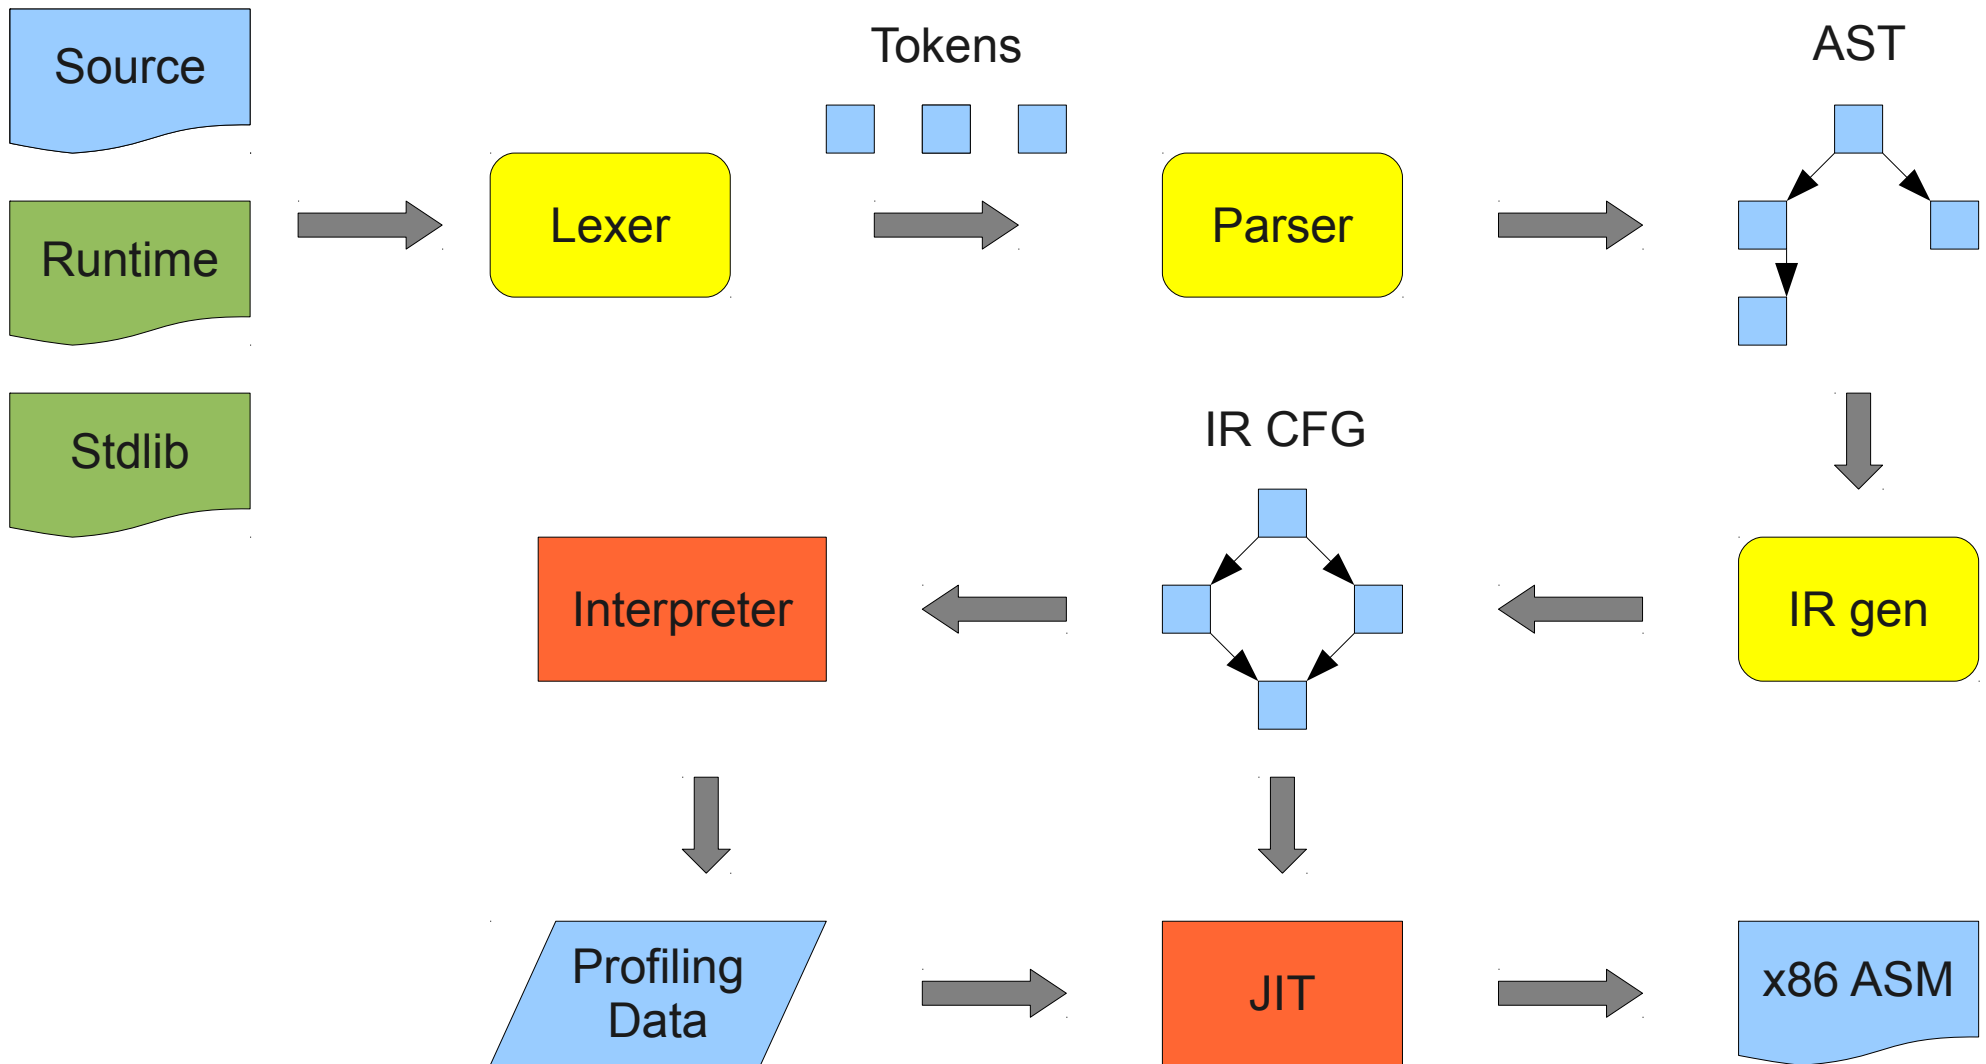 Source
Tokens
AST
Runtime
Lexer
Parser
Stdlib
IR CFG
Interpreter
IR gen
Profiling
Data
JIT
x86 ASM